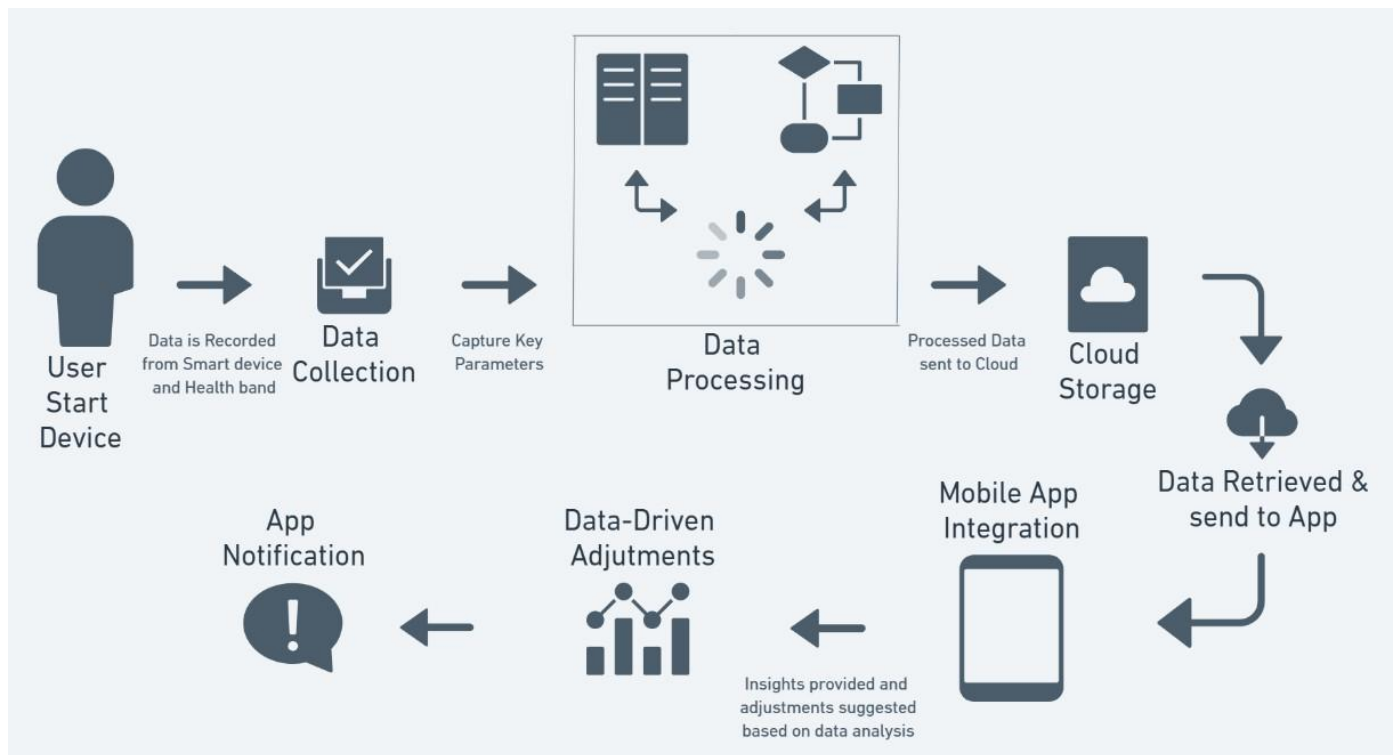 User
Start
Device
Data is Recorded
from Smart device
and Health band
Data
Collection
Capture Key
Parameters
Data
Processing
Processed Data
sent to Cloud
Cloud
Storage
Data Retrieved &
send to App
Mobile App
Integration
Insights provided and
adjustments suggested
based on data analysis
Data-Driven
Adjutments
App
Notification